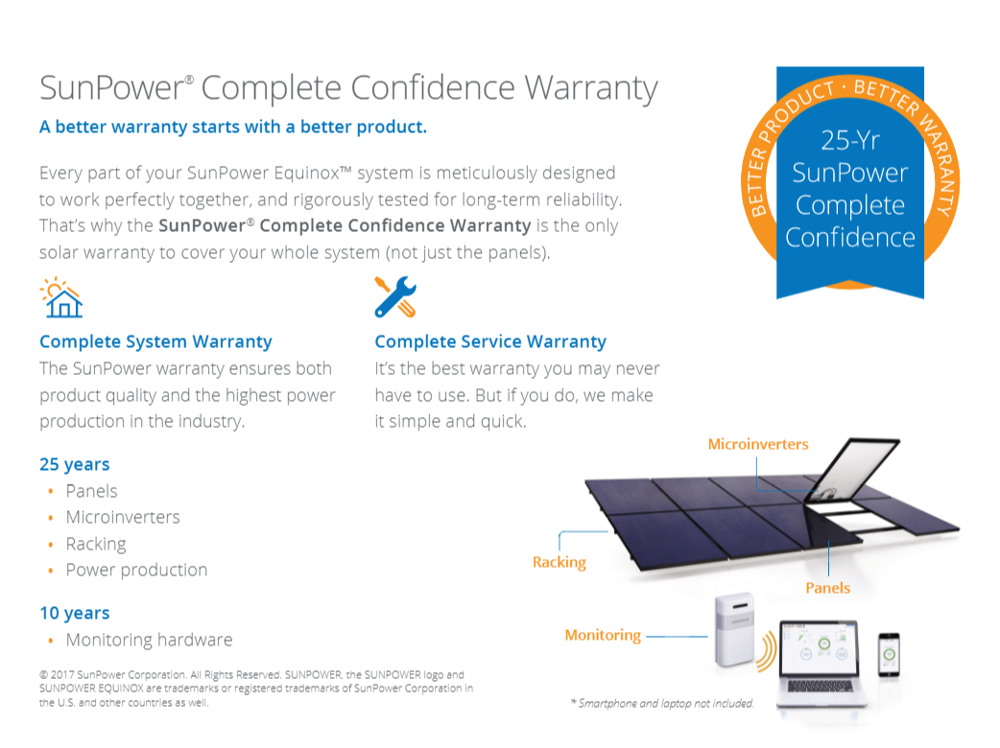 SunPower® Complete Confidence Warranty
A better warranty starts with a better product.
Every part of your SunPower Equinox™ system is meticulously designed
to work perfectly together, and rigorously tested for long-term reliability.
That's why the SunPower® Complete Confidence Warranty is the only
solar warranty to cover your whole system (not just the panels).
BETTER PRODUCT · BETTER WARRANTY
25-Yr
SunPower
Complete
Confidence
Complete System Warranty
The SunPower warranty ensures both
product quality and the highest power
production in the industry.
Complete Service Warranty
It's the best warranty you may never
have to use. But if you do, we make
it simple and quick.
25 years
• Panels
• Microinverters
• Racking
• Power production
10 years
• Monitoring hardware
Microinverters
Racking
Panels
Monitoring
© 2017 SunPower Corporation. All Rights Reserved. SUNPOWER, the SUNPOWER logo and
SUNPOWER EQUINOX are trademarks or registered trademarks of SunPower Corporation in
the U.S. and other countries as well.
* Smartphone and laptop not included.